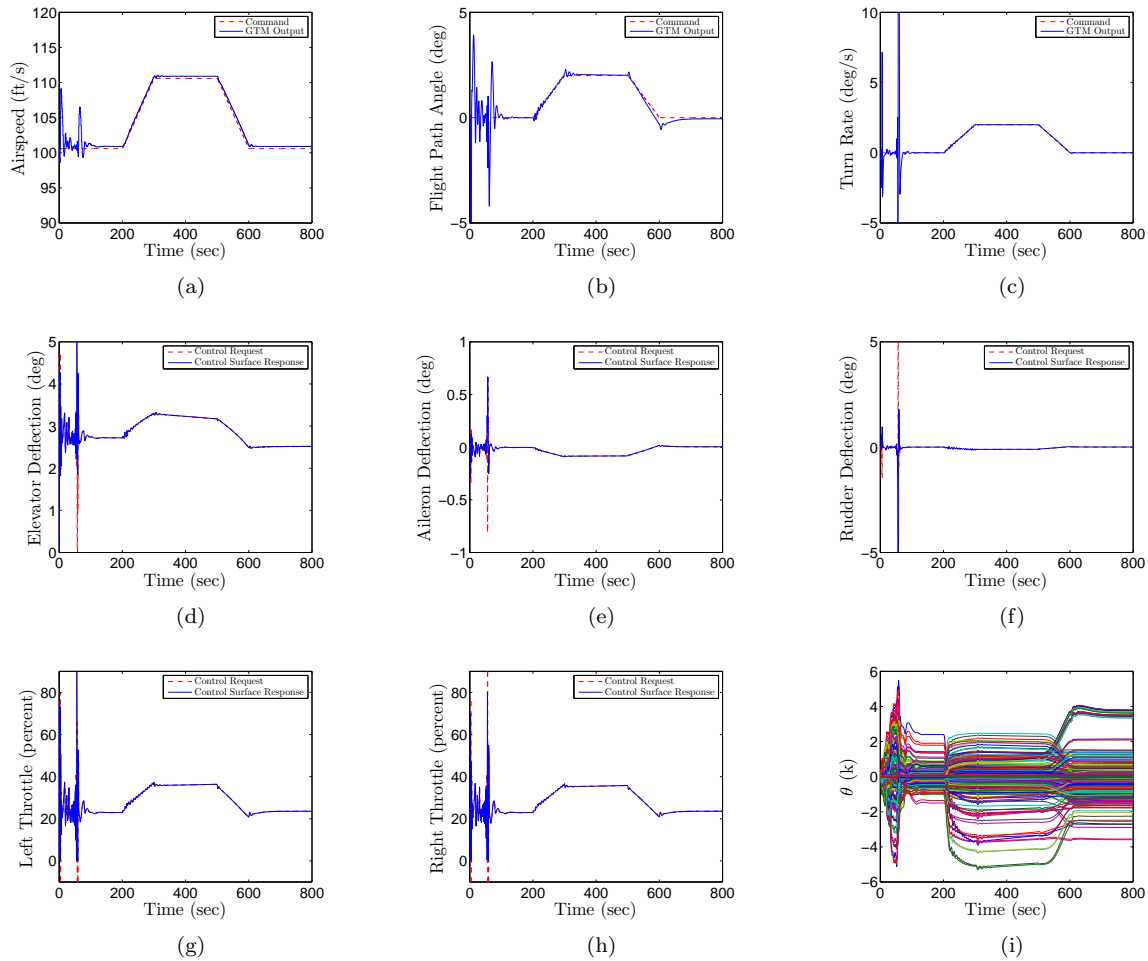 120
115
110
105
100
95
90
0
200
400
600
800
Airspeed (ft/s)
Time (sec)
Command
GTM Output
(a)
5
0
−5
0
200
400
600
800
Flight Path Angle (deg)
Time (sec)
Command
GTM Output
(b)
10
5
0
−5
0
200
400
600
800
Turn Rate (deg/s)
Time (sec)
Command
GTM Output
(c)
5
4
3
2
1
0
0
200
400
600
800
Elevator Deflection (deg)
Time (sec)
Control Request
Control Surface Response
(d)
1
0.5
0
−0.5
−1
0
200
400
600
800
Aileron Deflection (deg)
Time (sec)
Control Request
Control Surface Response
(e)
5
0
−5
0
200
400
600
800
Rudder Deflection (deg)
Time (sec)
Control Request
Control Surface Response
(f)
80
60
40
20
0
0
200
400
600
800
Left Throttle (percent)
Time (sec)
Control Request
Control Surface Response
(g)
80
60
40
20
0
0
200
400
600
800
Right Throttle (percent)
Time (sec)
Control Request
Control Surface Response
(h)
6
4
2
0
−2
−4
−6
0
200
400
600
800
θ (k)
Time (sec)
(i)